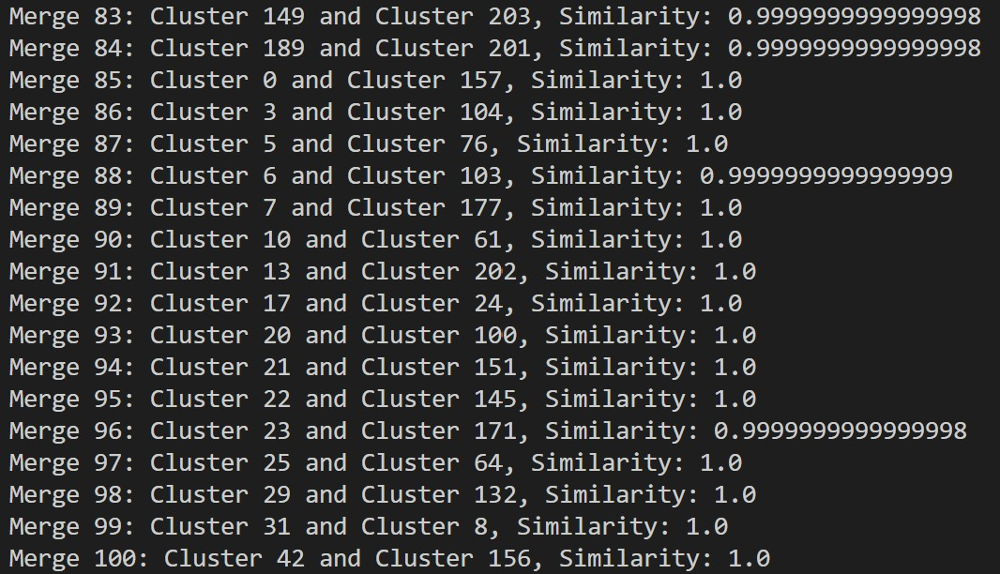 Merge 83: Cluster 149 and Cluster 203, Similarity: 0.9999999999999998
Merge 84: Cluster 189 and Cluster 201, Similarity: 0.9999999999999998
Merge 85: Cluster 0 and Cluster 157, Similarity: 1.0
Merge 86: Cluster 3 and Cluster 104, Similarity: 1.0
Merge 87: Cluster 5 and Cluster 76, Similarity: 1.0
Merge 88: Cluster 6 and Cluster 103, Similarity: 0.9999999999999999
Merge 89: Cluster 7 and Cluster 177, Similarity: 1.0
Merge 90: Cluster 10 and Cluster 61, Similarity: 1.0
Merge 91: Cluster 13 and Cluster 202, Similarity: 1.0
Merge 92: Cluster 17 and Cluster 24, Similarity: 1.0
Merge 93: Cluster 20 and Cluster 100, Similarity: 1.0
Merge 94: Cluster 21 and Cluster 151, Similarity: 1.0
Merge 95: Cluster 22 and Cluster 145, Similarity: 1.0
Merge 96: Cluster 23 and Cluster 171, Similarity: 0.9999999999999998
Merge 97: Cluster 25 and Cluster 64, Similarity: 1.0
Merge 98: Cluster 29 and Cluster 132, Similarity: 1.0
Merge 99: Cluster 31 and Cluster 8, Similarity: 1.0
Merge 100: Cluster 42 and Cluster 156, Similarity: 1.0